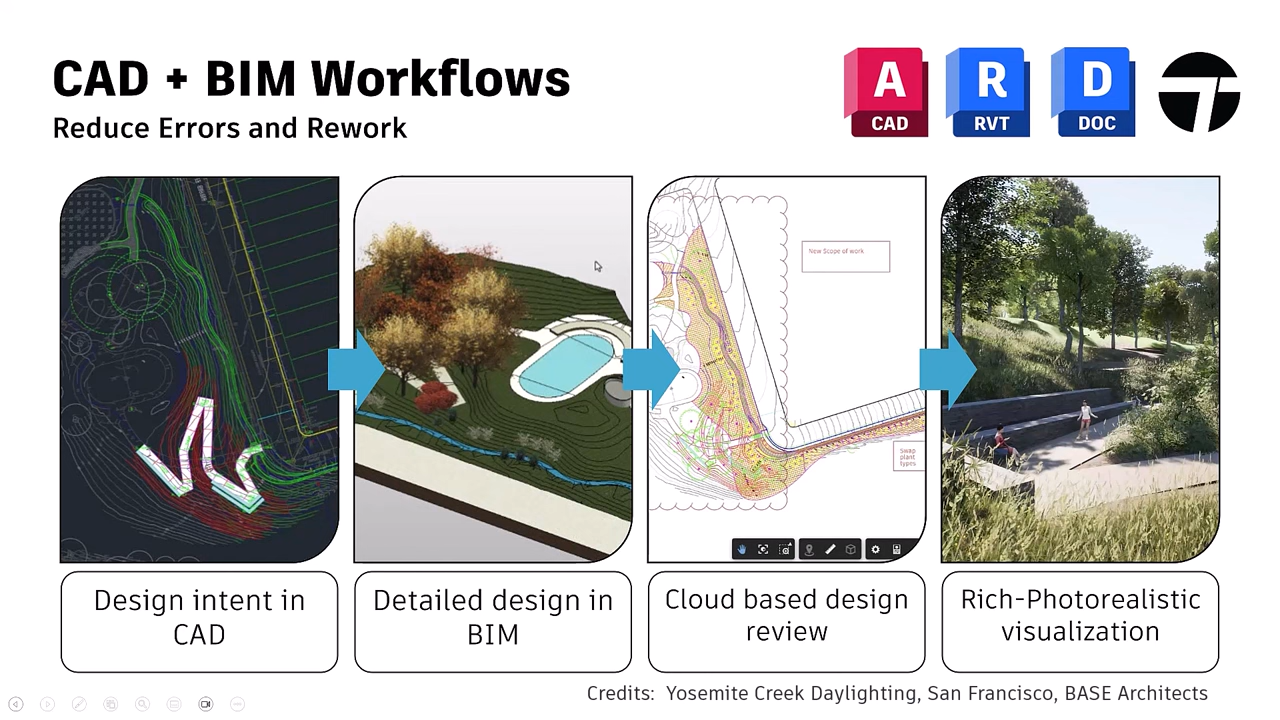 CAD + BIM Workflows
Reduce Errors and Rework
A
CAD
R
RVT
D
DOC
New Scope of work
Swap
plant
types
Design intent in
CAD
Detailed design in
BIM
Cloud based design
review
Rich-Photorealistic
visualization
Credits: Yosemite Creek Daylighting, San Francisco, BASE Architects